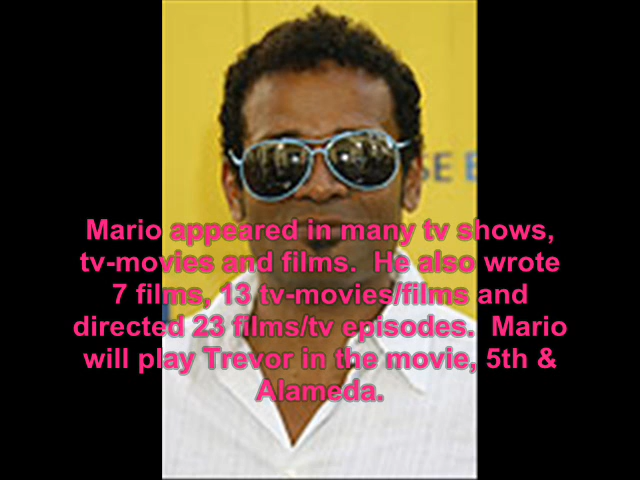 SE E
Mario appeared in many tv shows,
tv-movies and films.  He also wrote
7 films, 13 tv-movies/films and
directed 23 films/tv episodes.  Mario
will play Trevor in the movie, 5th &
Alameda.